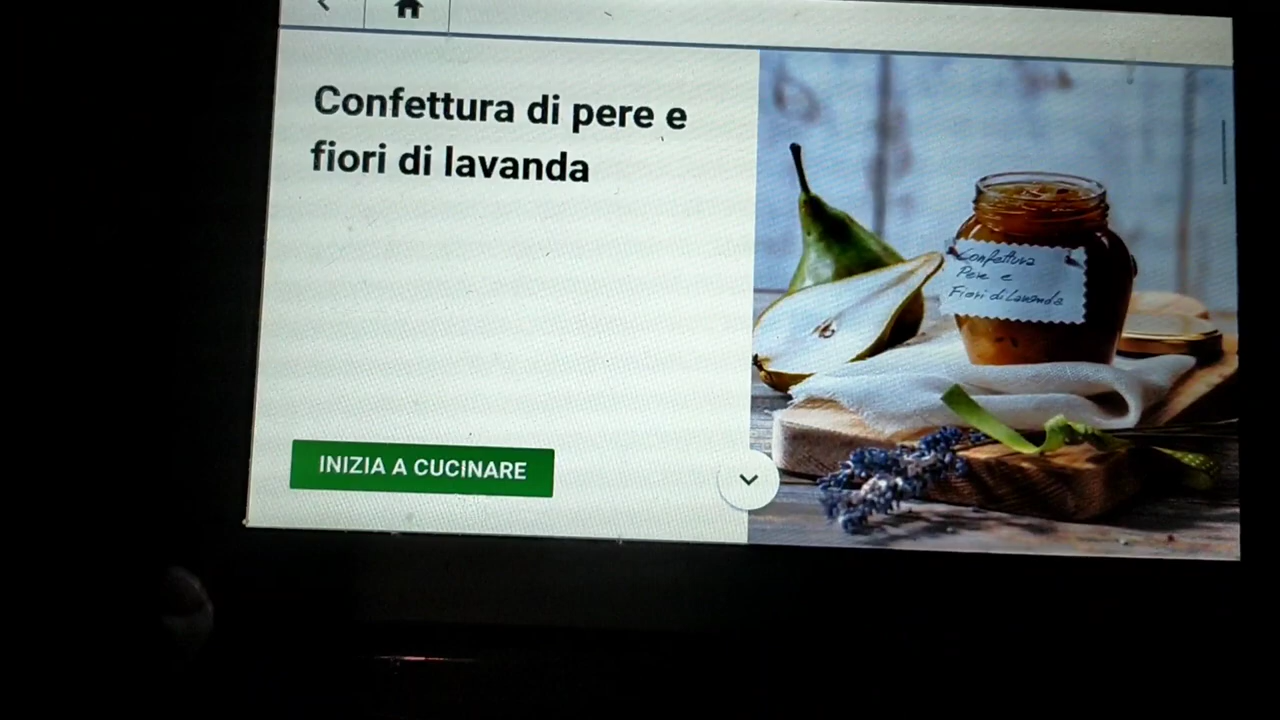 Confettura di pere e
fiori di lavanda
INIZIA A CUCINARE
Confettura
Pere e
Fiori di Lavanda